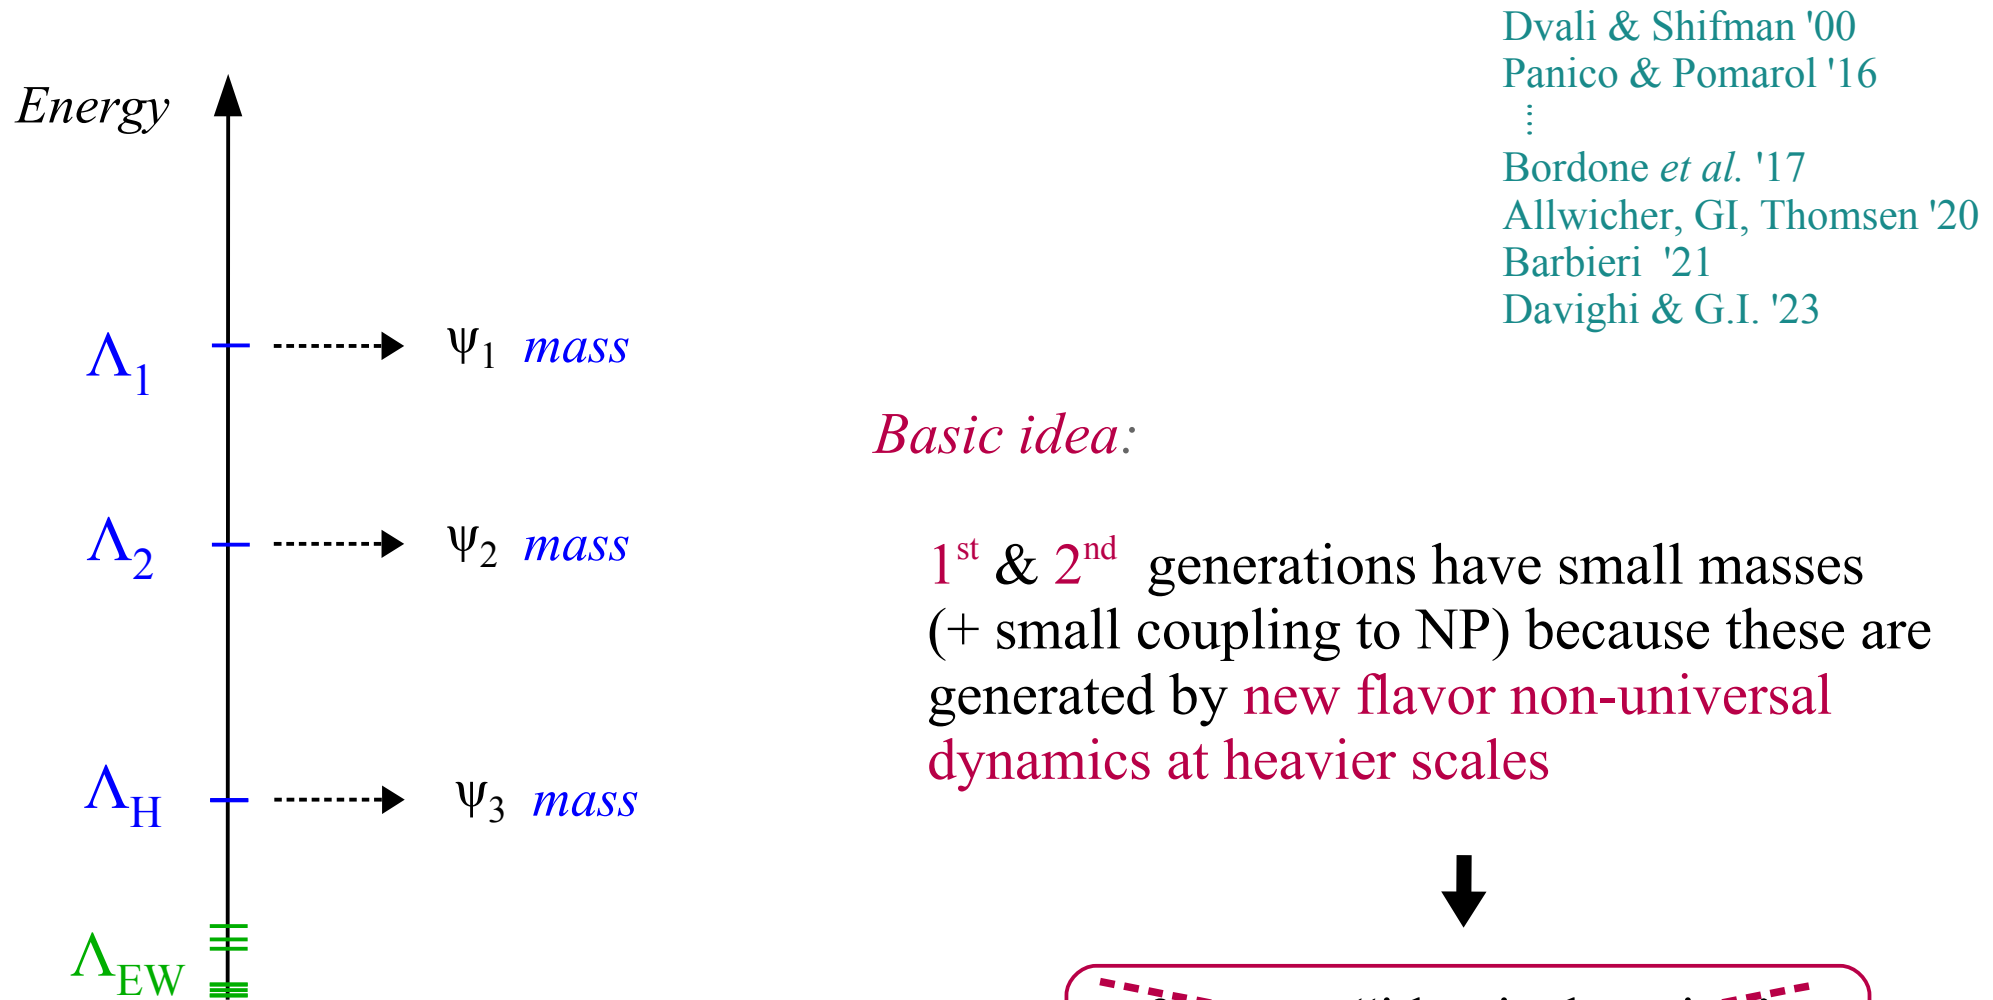 Dvali & Shifman '00
Panico & Pomarol '16
Bordone et al. '17
Allwicher, GI, Thomsen '20
Barbieri '21
Davighi & G.I. '23
Energy
Λ1 ψ1 mass
Λ2 ψ2 mass
ΛH ψ3 mass
ΛEW
Basic idea:
1st & 2nd generations have small masses
(+ small coupling to NP) because these are
generated by new flavor non-universal
dynamics at heavier scales